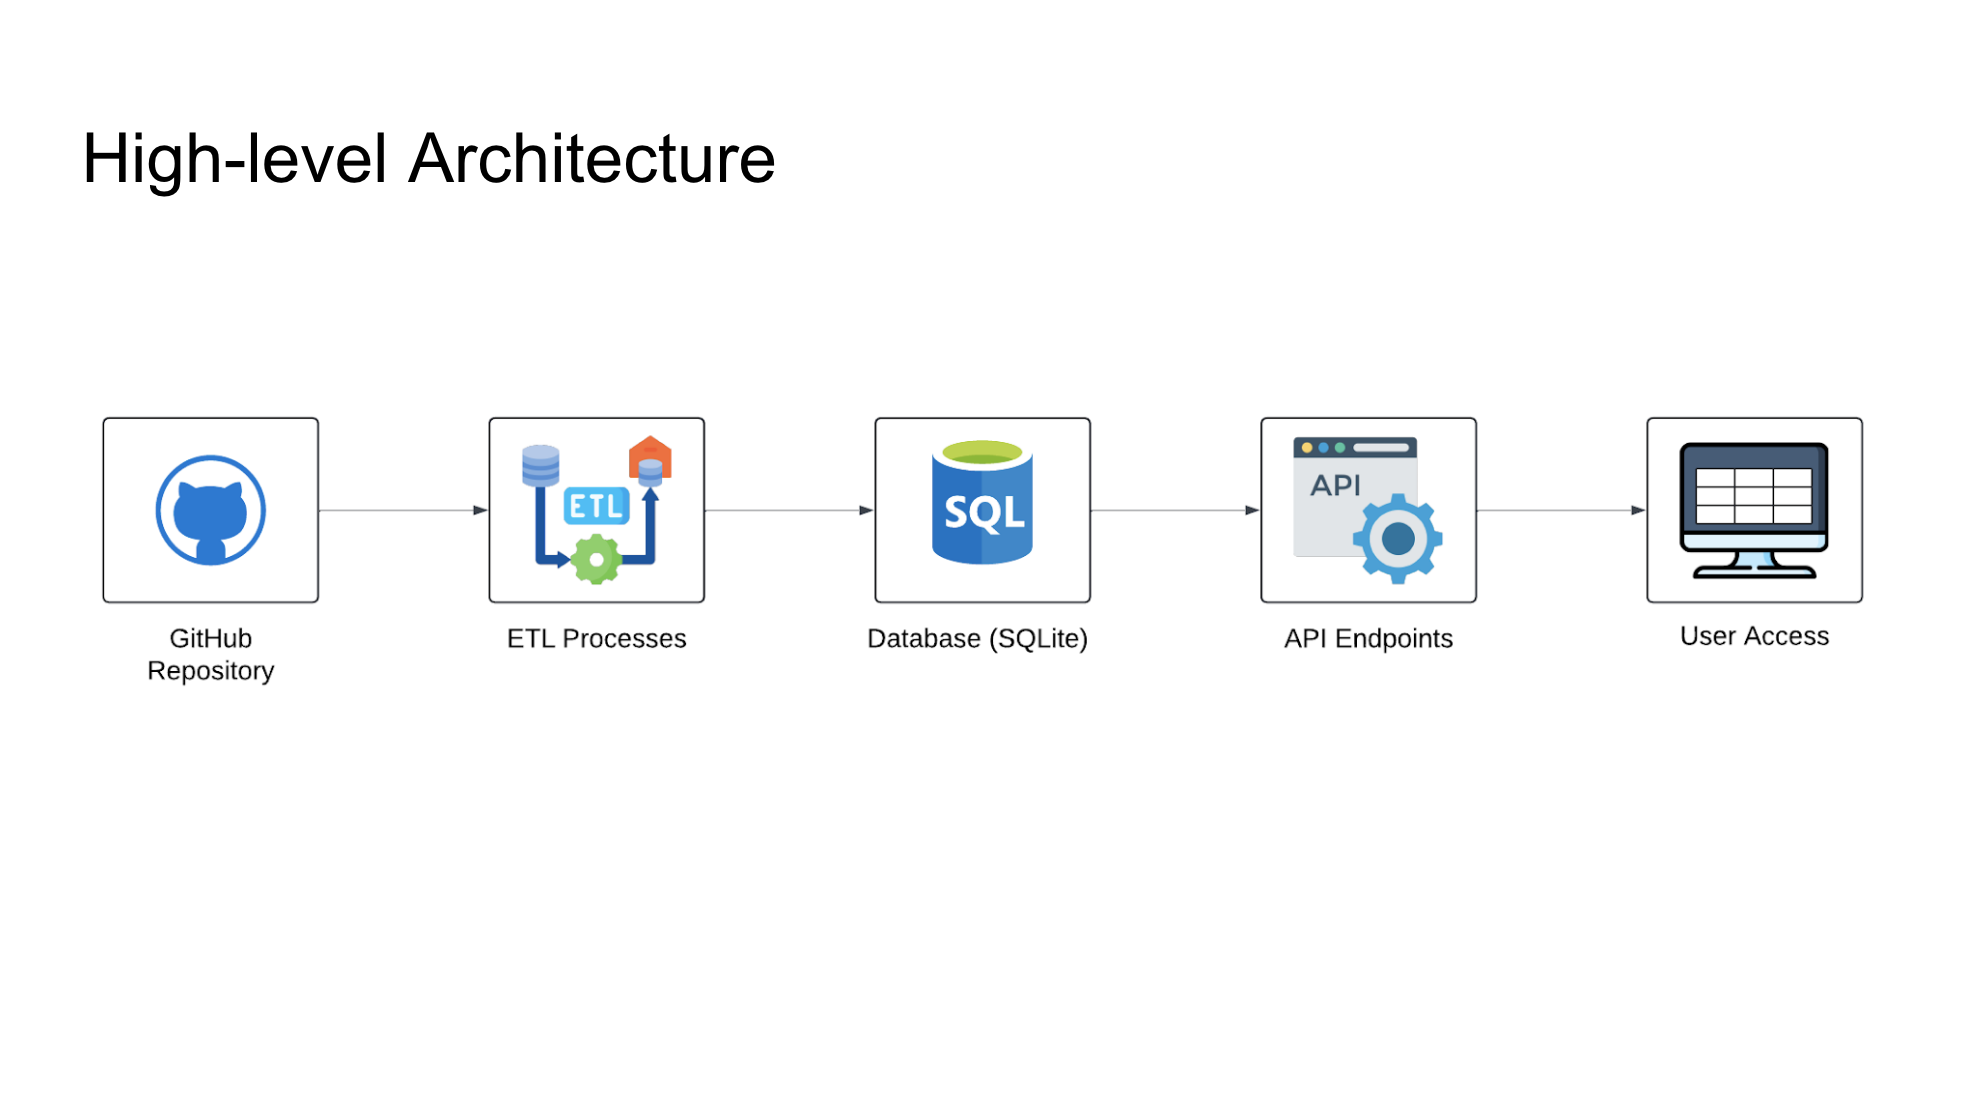 High-level Architecture
ETL
SQL
API
GitHub
Repository
ETL Processes
Database (SQLite)
API Endpoints
User Access